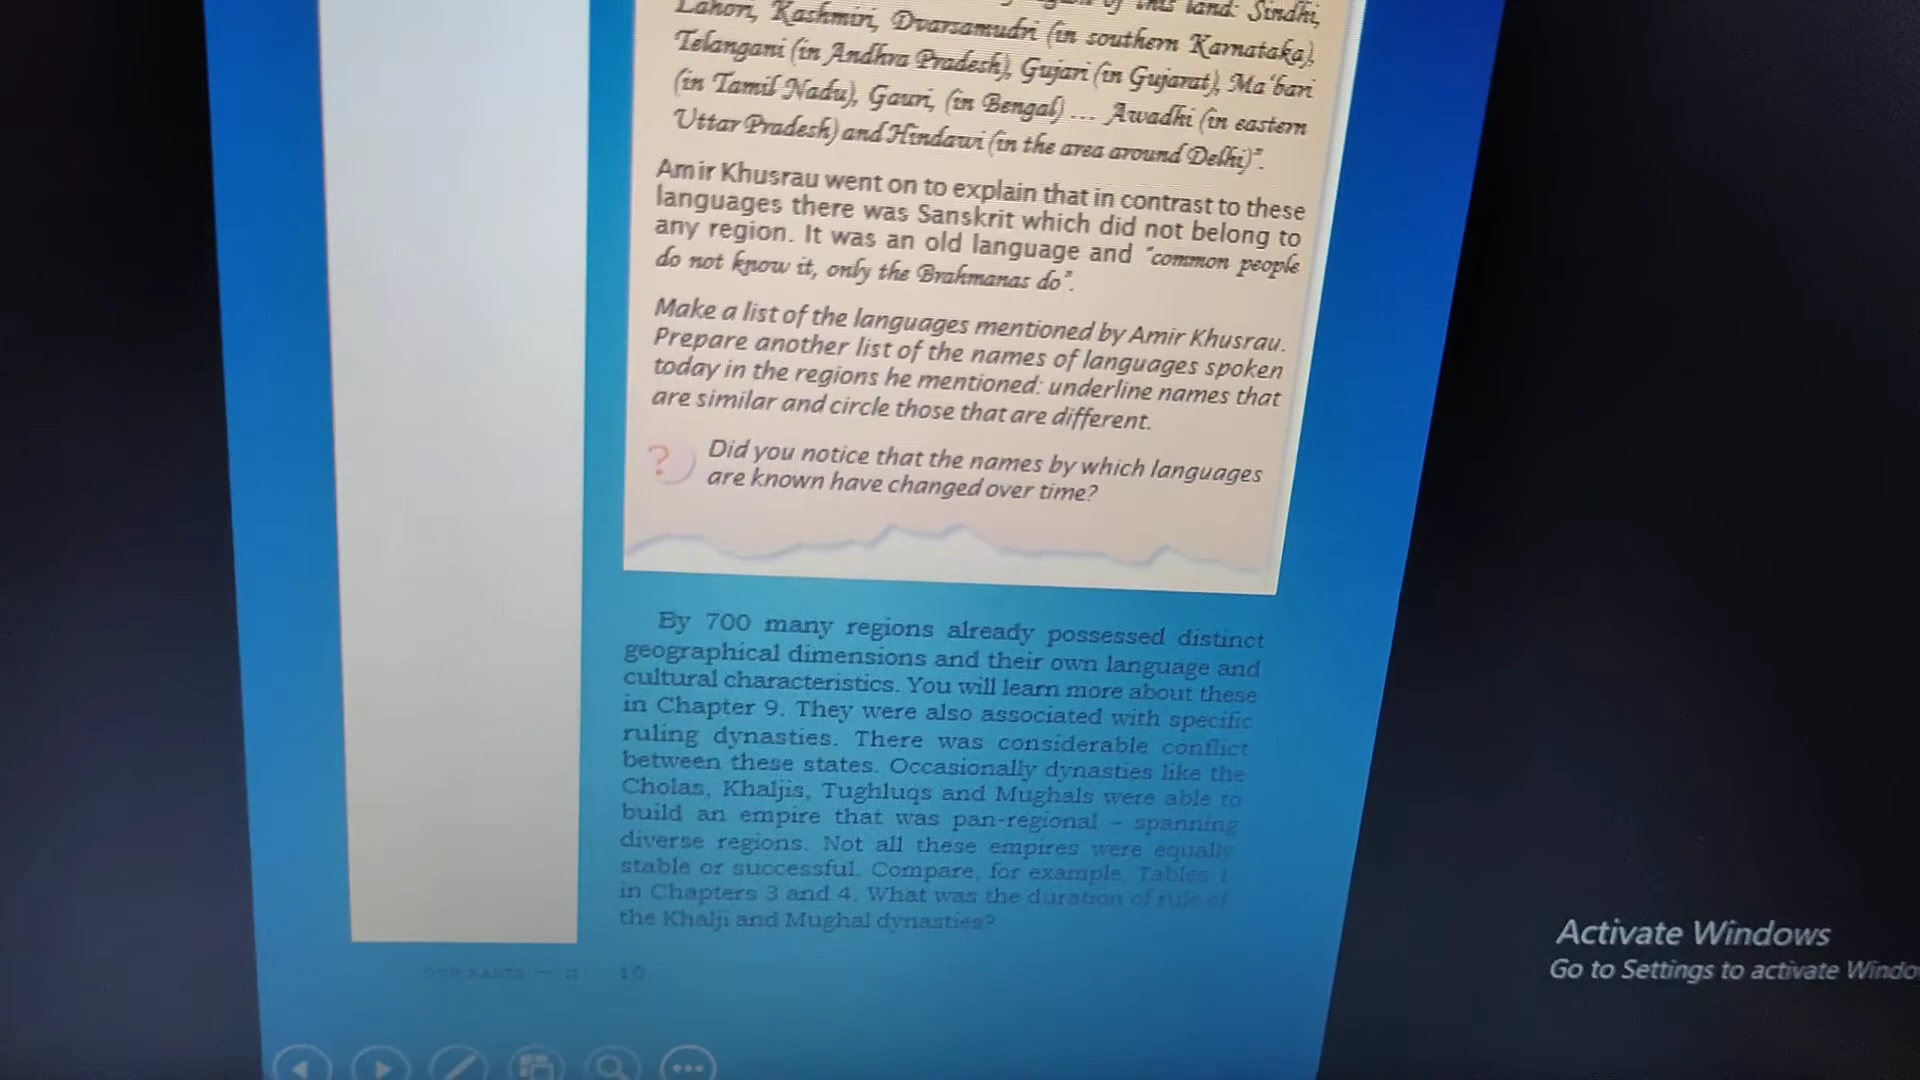 of this land: Sindhi,
Lahori, Kashmiri, Dvarsamudri (in southern Karnataka),
Telangani (in Andhra Pradesh), Gujari (in Gujarat), Ma‘bari
(in Tamil Nadu), Gauri, (in Bengal) ... Awadhi (in eastern
Uttar Pradesh) and Hindawi (in the area around Delhi)”.
Amir Khusrau went on to explain that in contrast to these
languages there was Sanskrit which did not belong to
any region. It was an old language and “common people
do not know it, only the Brahmanas do”.
Make a list of the languages mentioned by Amir Khusrau.
Prepare another list of the names of languages spoken
today in the regions he mentioned: underline names that
are similar and circle those that are different.
?
Did you notice that the names by which languages
are known have changed over time?
By 700 many regions already possessed distinct
geographical dimensions and their own language and
cultural characteristics. You will learn more about these
in Chapter 9. They were also associated with specific
ruling dynasties. There was considerable conflict
between these states. Occasionally dynasties like the
Cholas, Khaljis, Tughluqs and Mughals were able to
build an empire that was pan-regional – spanning
diverse regions. Not all these empires were equally
stable or successful. Compare, for example, Tables 1
in Chapters 3 and 4. What was the duration of rule of
the Khalji and Mughal dynasties?
10
Activate Windows
Go to Settings to activate Windo